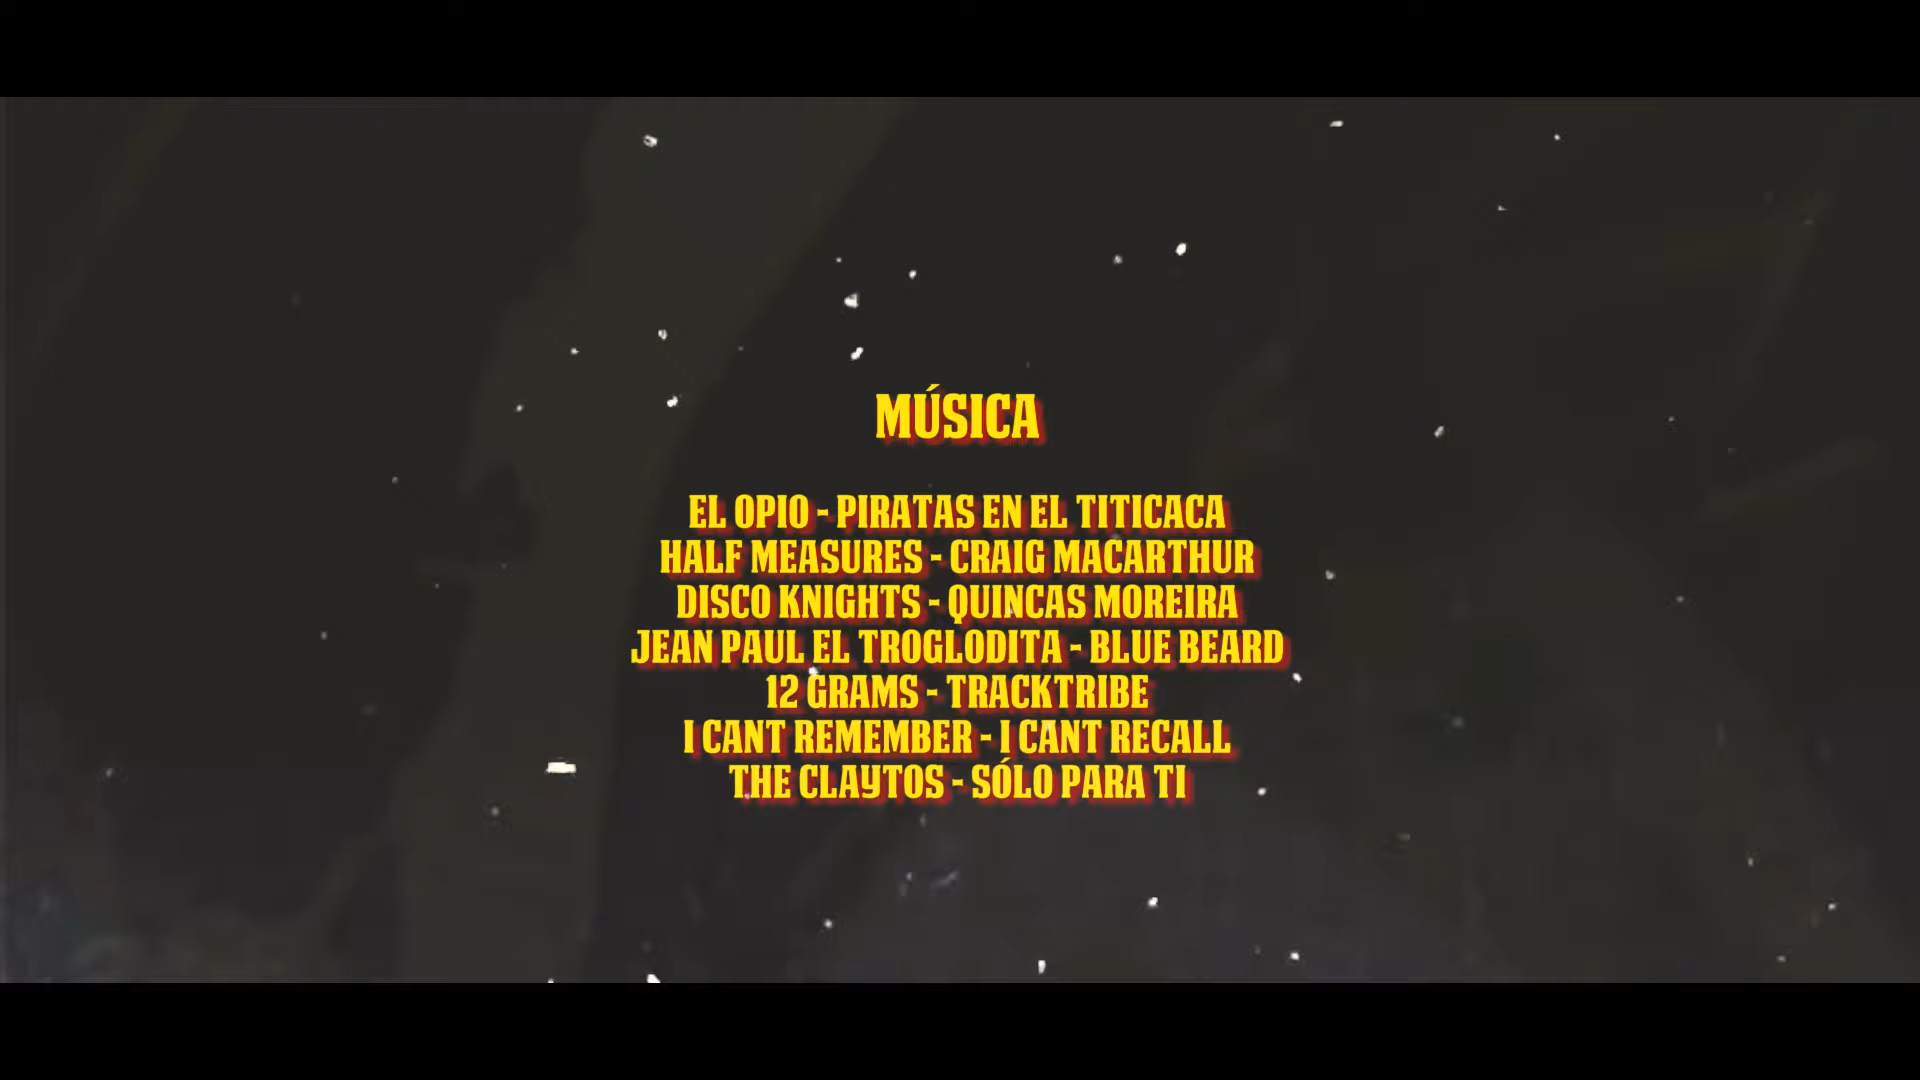 MÚSICA
EL OPIO - PIRATAS EN EL TITICACA
HALF MEASURES - CRAIG MACARTHUR
DISCO KNIGHTS - QUINCAS MOREIRA
JEAN PAUL EL TROGLODITA - BLUE BEARD
12 GRAMS - TRACKTRIBE
I CANT REMEMBER - I CANT RECALL
THE CLAYTOS - SÓLO PARA TI